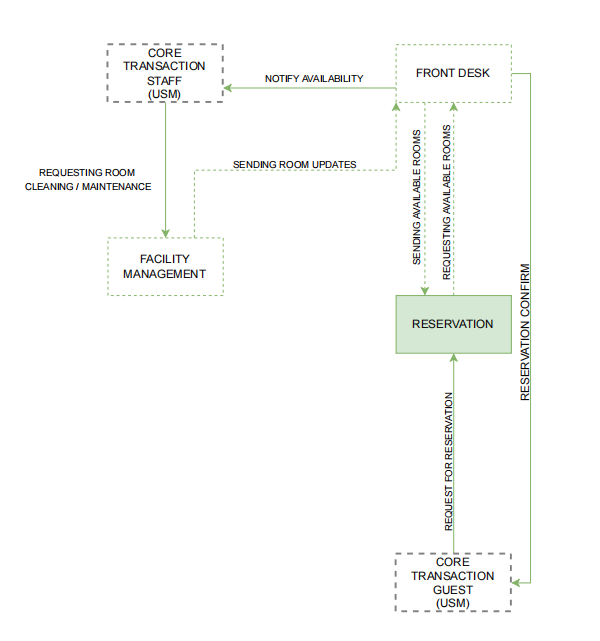 CORE
TRANSACTION
STAFF
(USM)
NOTIFY AVAILABILITY
FRONT DESK
REQUESTING ROOM
CLEANING / MAINTENANCE
SENDING ROOM UPDATES
SENDING AVAILABLE ROOMS
REQUESTING AVAILABLE ROOMS
FACILITY
MANAGEMENT
RESERVATION
RESERVATION CONFIRM
REQUEST FOR RESERVATION
CORE
TRANSACTION
GUEST
(USM)